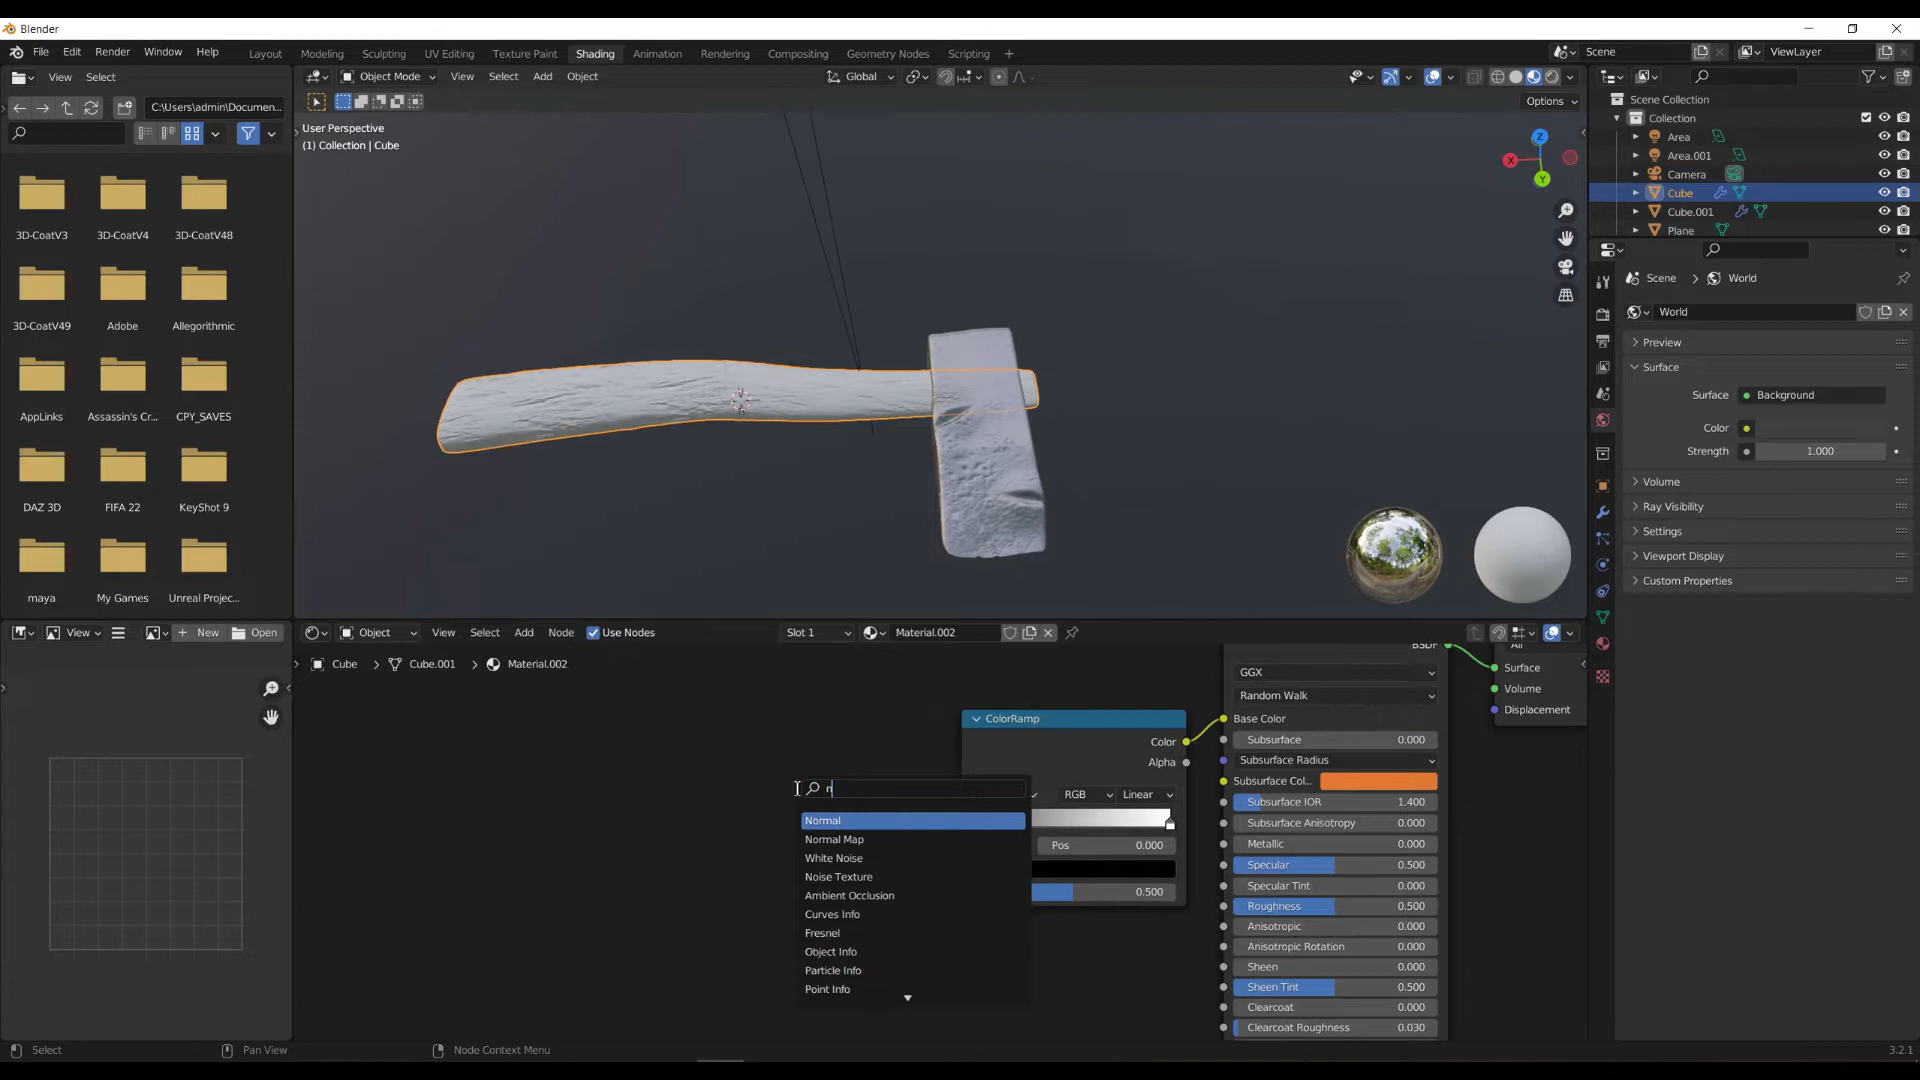 Blender
File Edit Render Window Help
Layout Modeling Sculpting UV Editing Texture Paint Shading Animation Rendering Compositing Geometry Nodes Scripting +
Scene
ViewLayer
View Select
Object Mode View Select Add Object
Global
C:\Users\admin\Documen...
Options
User Perspective
(1) Collection | Cube
Z
X
Y
Scene Collection
Collection
Area
Area.001
Camera
Cube
Cube.001
Plane
3D-CoatV3 3D-CoatV4 3D-CoatV48
3D-CoatV49 Adobe Allegorithmic
AppLinks Assassin's Cr... CPY_SAVES
DAZ 3D FIFA 22 KeyShot 9
maya My Games Unreal Projec...
Scene > World
World
Preview
Surface
Surface Background
Color
Strength 1.000
Volume
Ray Visibility
Settings
Viewport Display
Custom Properties
View + New Open
Object View Select Add Node Use Nodes Slot 1 Material.002
Cube > Cube.001 > Material.002
ColorRamp
Color
Alpha
RGB Linear
Pos 0.000
0.500
n
Normal
Normal Map
White Noise
Noise Texture
Ambient Occlusion
Curves Info
Fresnel
Object Info
Particle Info
Point Info
BSDF
GGX
Random Walk
Base Color
Subsurface 0.000
Subsurface Radius
Subsurface Col...
Subsurface IOR 1.400
Subsurface Anisotropy 0.000
Metallic 0.000
Specular 0.500
Specular Tint 0.000
Roughness 0.500
Anisotropic 0.000
Anisotropic Rotation 0.000
Sheen 0.000
Sheen Tint 0.500
Clearcoat 0.000
Clearcoat Roughness 0.030
All
Surface
Volume
Displacement
Select Pan View Node Context Menu
3.2.1